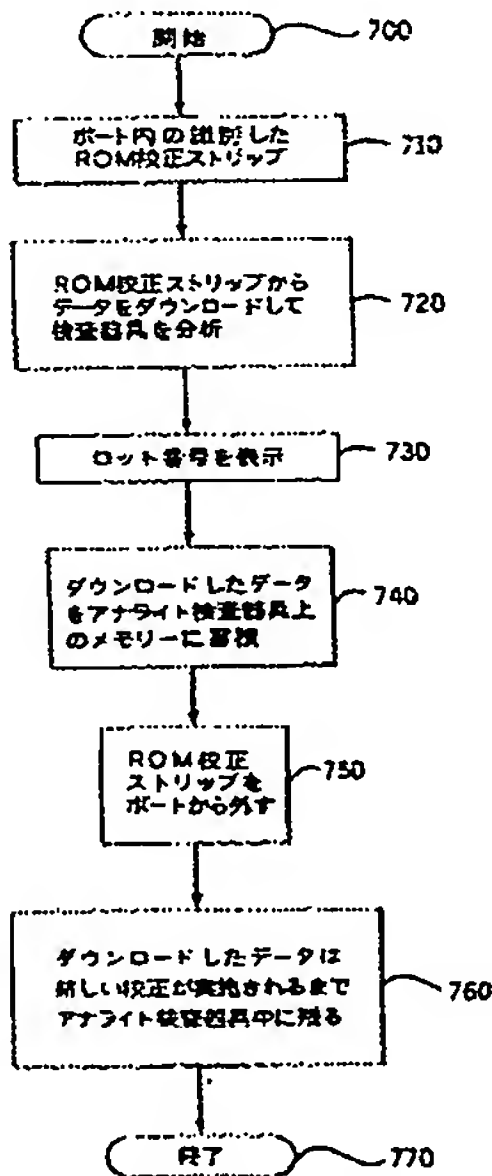 開始
700
ポート内の識別した
ROM校正ストリップ
710
ROM校正ストリップから
データをダウンロードして
検査器具を分析
720
ロット番号を表示
730
ダウンロードしたデータ
をアナライト検査器具上
のメモリーに蓄積
740
ROM校正
ストリップを
ポートから外す
750
ダウンロードしたデータは
新しい校正が実施されるまで
アナライト検査器具中に残る
760
終了
770